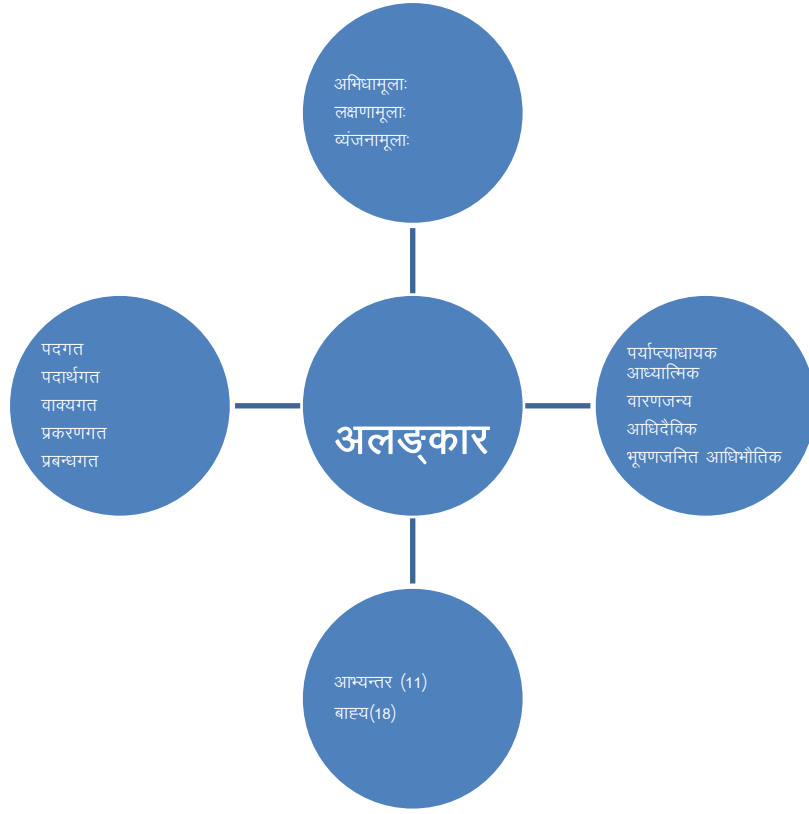 अभिधामूलाः
लक्षणामूलाः
व्यंजनामूलाः
पदगत
पदार्थगत
वाक्यगत
प्रकरणगत
प्रबन्धगत
अलङ्कार
पर्याप्त्याधायक
आध्यात्मिक
वारणजन्य
आधिदैविक
भूषणजनित आधिभौतिक
आभ्यन्तर (11)
बाह्य(18)